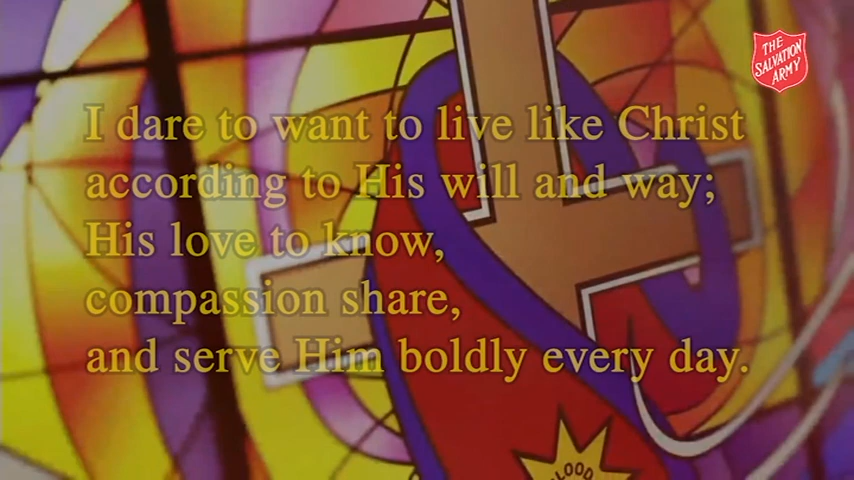 THE
SALVATION
ARMY
I dare to want to live like Christ
according to His will and way;
His love to know,
compassion share,
and serve Him boldly every day.
BLOOD